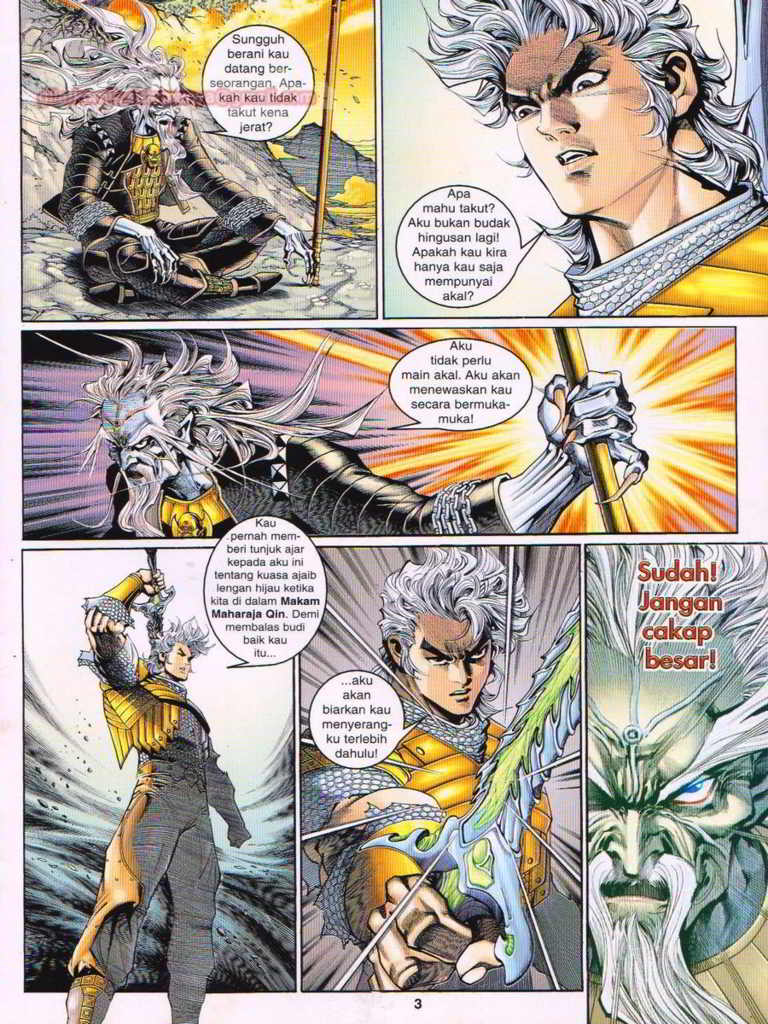 Sungguh
berani kau
datang ber-
seorangan. Apa-
kah kau tidak
takut kena
jerat?
Apa
mahu takut?
Aku bukan budak
hingusan lagi!
Apakah kau kira
hanya kau saja
mempunyai
akal?
Aku
tidak perlu
main akal. Aku akan
menewaskan kau
secara bermuka-
muka!
Kau
pernah mem-
beri tunjuk ajar
kepada aku ini
tentang kuasa ajaib
lengan hijau ketika
kita di dalam Makam
Maharaja Qin. Demi
membalas budi
baik kau
itu...
...aku
akan
biarkan kau
menyerang-
ku terlebih
dahulu!
Sudah!
Jangan
cakap
besar!
3